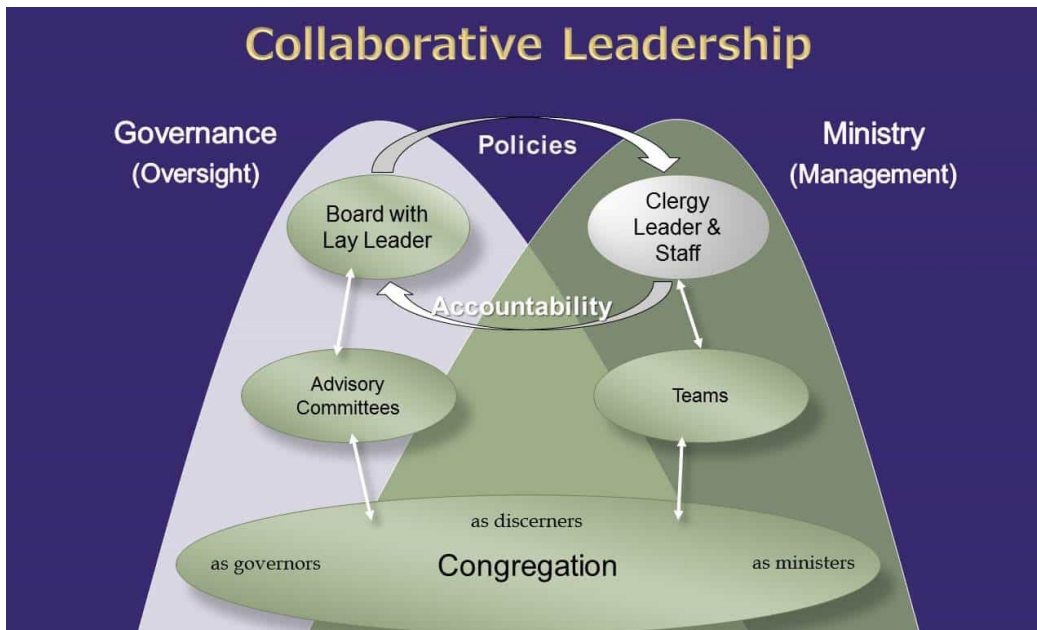 Collaborative Leadership
Governance
(Oversight)
Policies
Ministry
(Management)
Board with
Lay Leader
Clergy
Leader &
Staff
Accountability
Advisory
Committees
Teams
as discerners
as governors
Congregation
as ministers